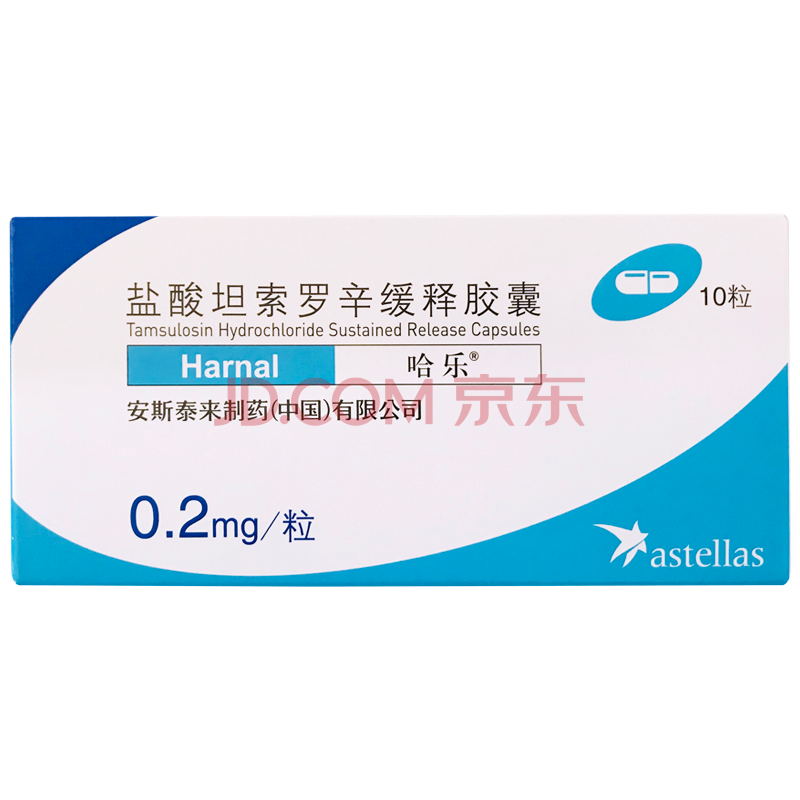 盐酸坦索罗辛缓释胶囊
Tamsulosin Hydrochloride Sustained Release Capsules
10粒
Harnal 哈乐®
JD.COM 京东
安斯泰来制药(中国)有限公司
0.2mg/粒
astellas